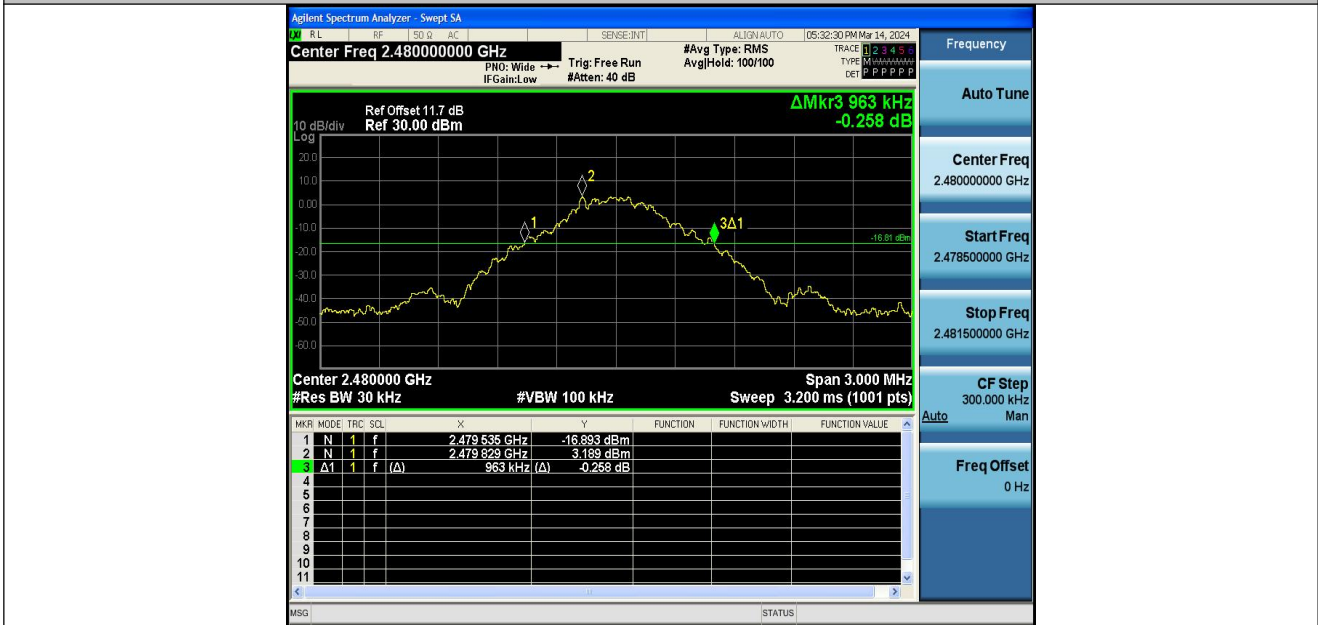 Agilent Spectrum Analyzer - Swept SA
LXI RL RF 50 Ω AC SENSE:INT ALIGN AUTO 05:32:30 PM Mar 14, 2024
Center Freq 2.480000000 GHz
PNO: Wide
IFGain:Low
Trig: Free Run
#Atten: 40 dB
#Avg Type: RMS
Avg|Hold: 100/100
TRACE 1 2 3 4 5 6
TYPE M WWWWW
DET P P P P P P
Ref Offset 11.7 dB
10 dB/div Ref 30.00 dBm
Log
ΔMkr3 963 kHz
-0.258 dB
20.0
10.0
0.00
-10.0
-20.0
-30.0
-40.0
-50.0
-60.0
1
2
3Δ1
-16.81 dBm
Center 2.480000 GHz Span 3.000 MHz
#Res BW 30 kHz #VBW 100 kHz Sweep 3.200 ms (1001 pts)
MKR MODE TRC SCL X Y FUNCTION FUNCTION WIDTH FUNCTION VALUE
1 N 1 f 2.479 535 GHz -16.893 dBm
2 N 1 f 2.479 829 GHz 3.189 dBm
3 Δ1 1 f (Δ) 963 kHz (Δ) -0.258 dB
4
5
6
7
8
9
10
11
MSG STATUS
Frequency
Auto Tune
Center Freq
2.480000000 GHz
Start Freq
2.478500000 GHz
Stop Freq
2.481500000 GHz
CF Step
300.000 kHz
Auto Man
Freq Offset
0 Hz